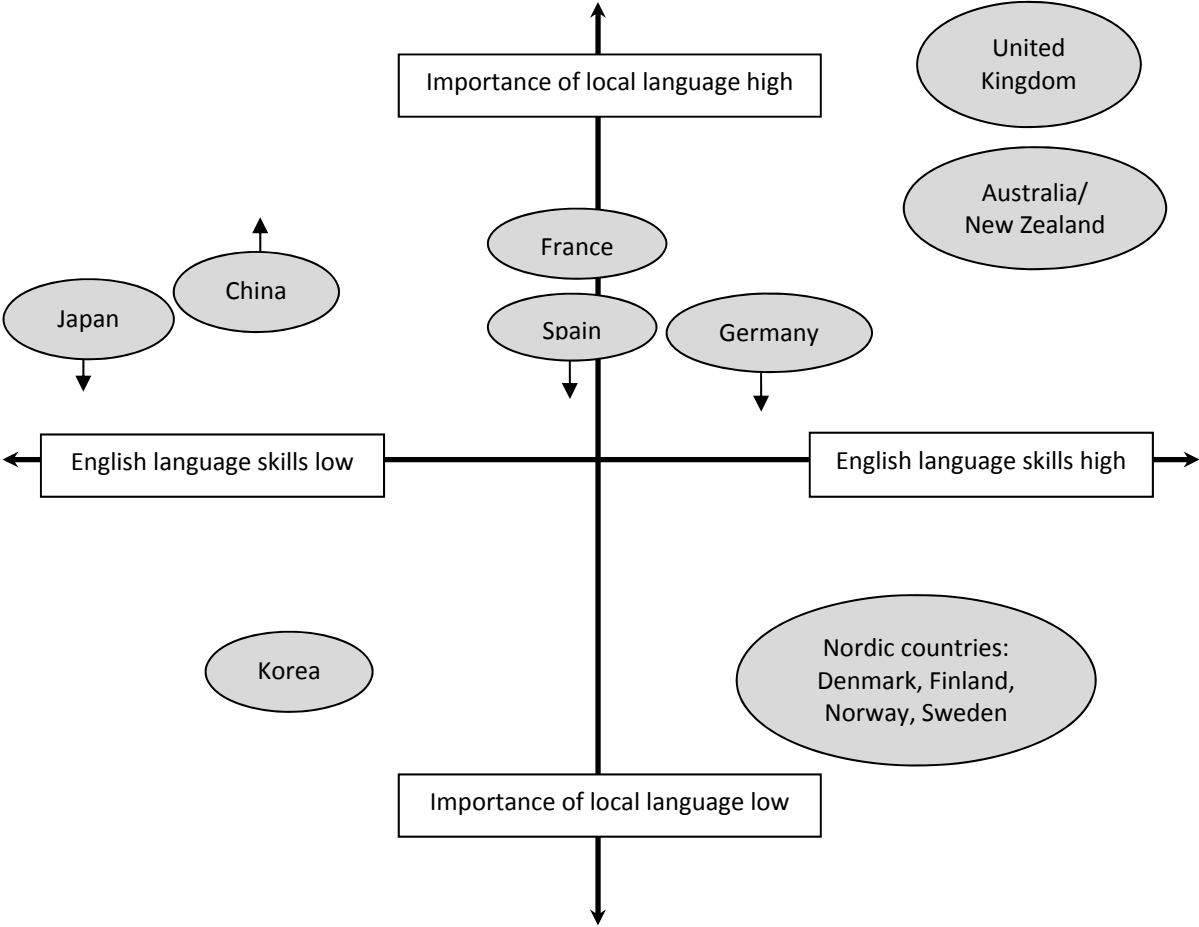 United
Kingdom
Importance of local language high
Australia/
New Zealand
France
China
Japan
Spain
Germany
English language skills low
English language skills high
Nordic countries:
Denmark, Finland,
Norway, Sweden
Korea
Importance of local language low